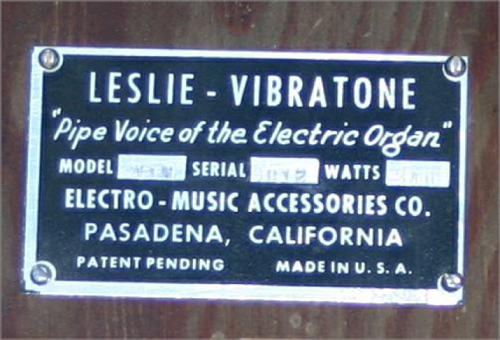 LESLIE - VIBRATONE
"Pipe Voice of the Electric Organ"
MODEL SERIAL WATTS
ELECTRO-MUSIC ACCESSORIES CO.
PASADENA, CALIFORNIA
PATENT PENDING MADE IN U.S.A.